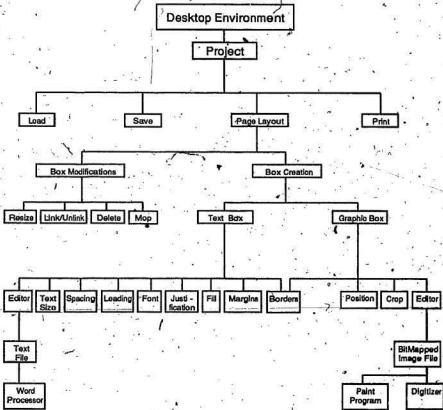 Desktop Environment
Project
Load
Save
Page Layout
Print
Box Modifications
Box Creation
Resize
Link/Unlink
Delete
Mop
Text Box
Graphic Box
Editor
Text
Size
Spacing
Leading
Font
Justi -
fication
Fill
Margins
Borders
Position
Crop
Editor
Text
File
BitMapped
Image File
Word
Processor
Paint
Program
Digitizer